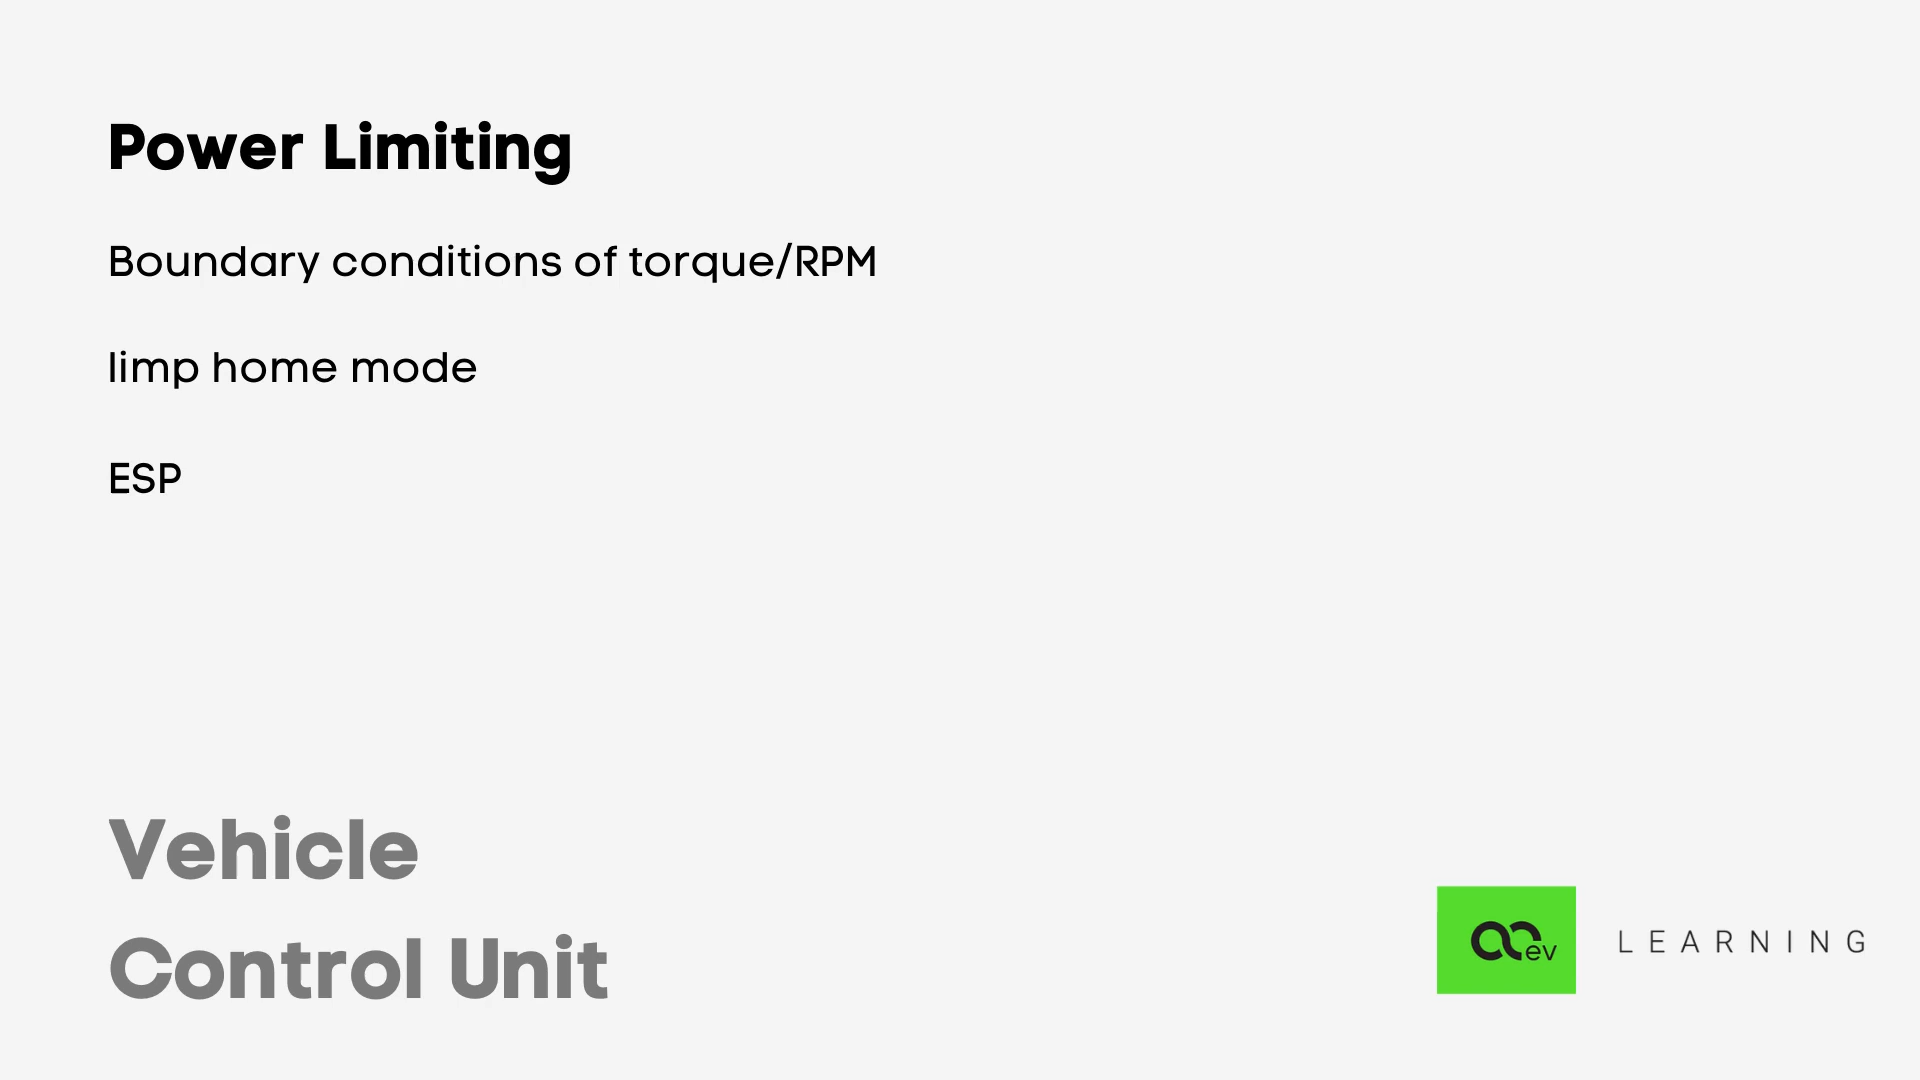 Power Limiting
Boundary conditions of torque/RPM
limp home mode
ESP
Vehicle
Control Unit
ev
LEARNING